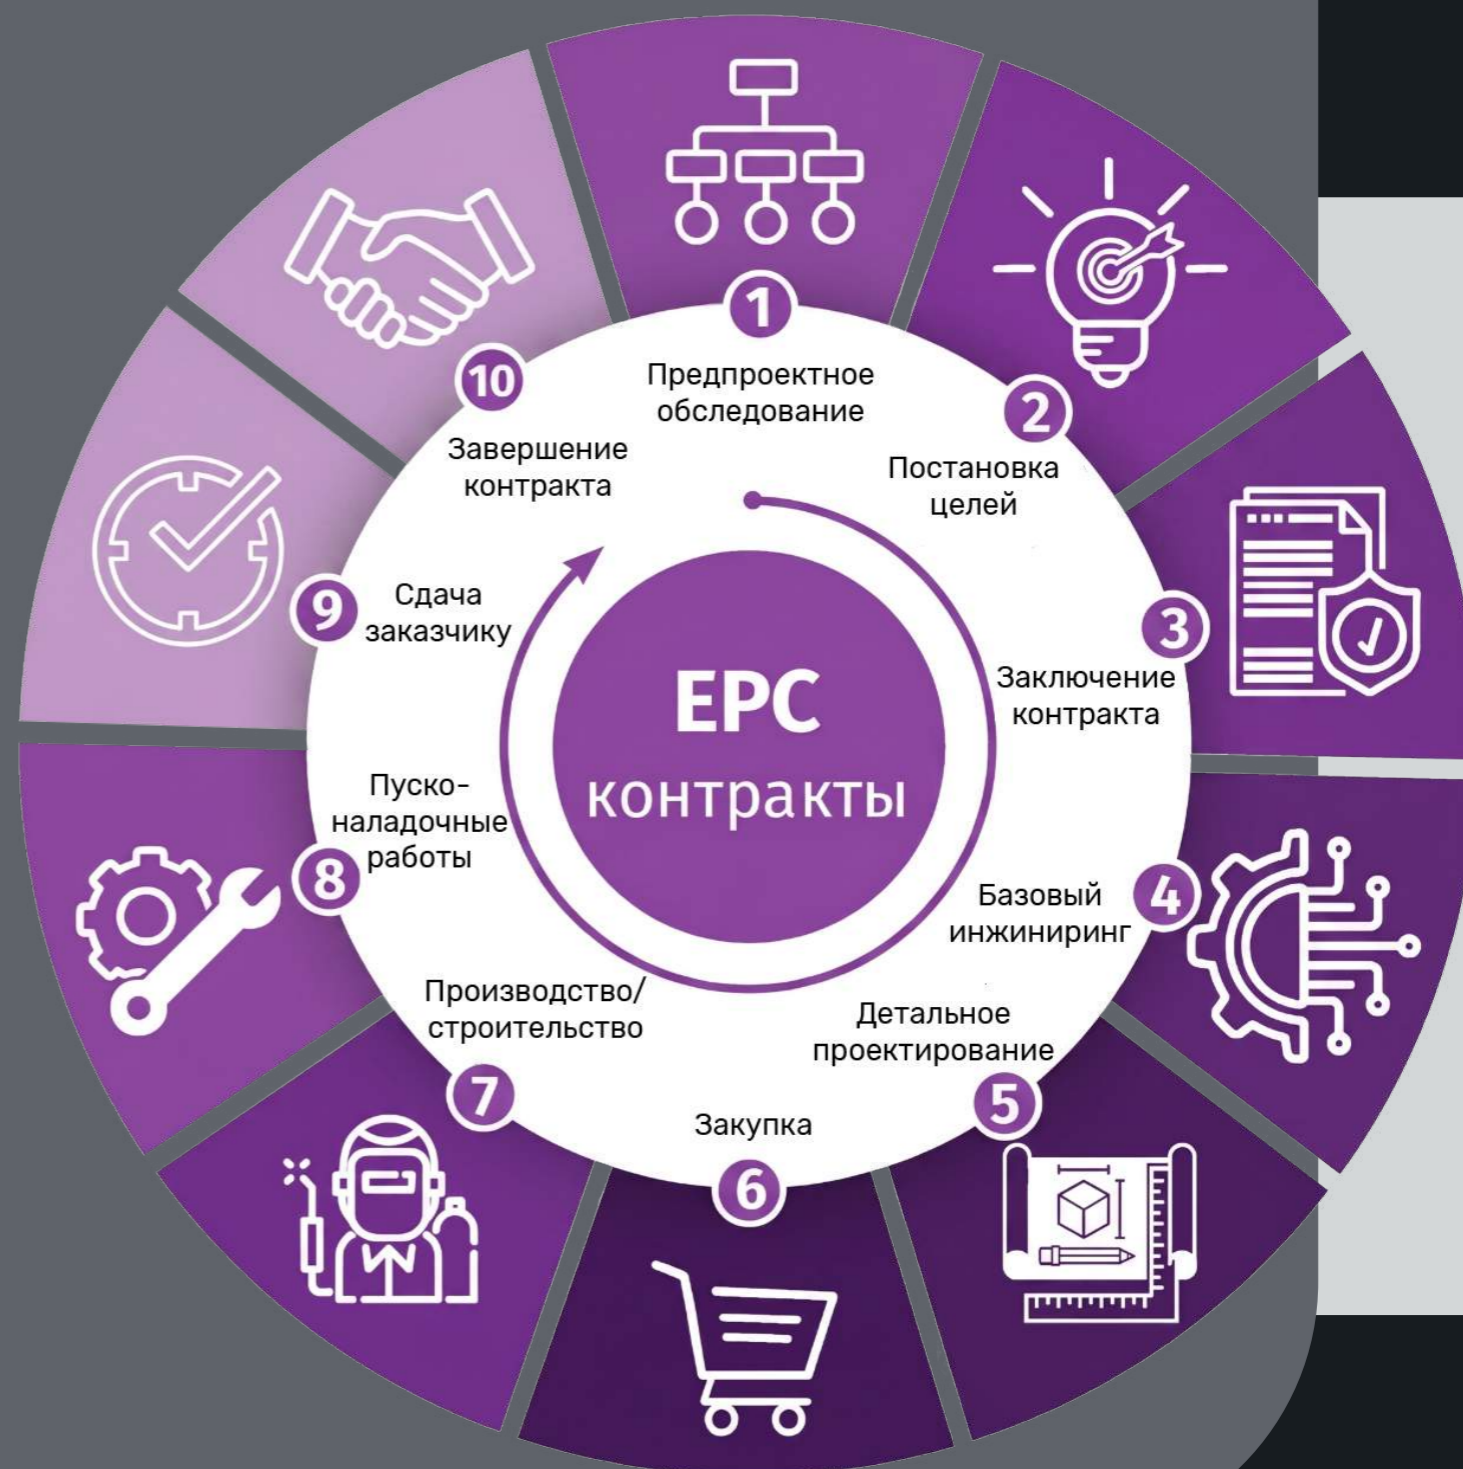 1
Предпроектное
обследование
2
Постановка
целей
3
Заключение
контракта
4
Базовый
инжиниринг
5
Детальное
проектирование
6
Закупка
7
Производство/
строительство
8
Пуско-
наладочные
работы
9
Сдача
заказчику
10
Завершение
контракта
EPC
контракты